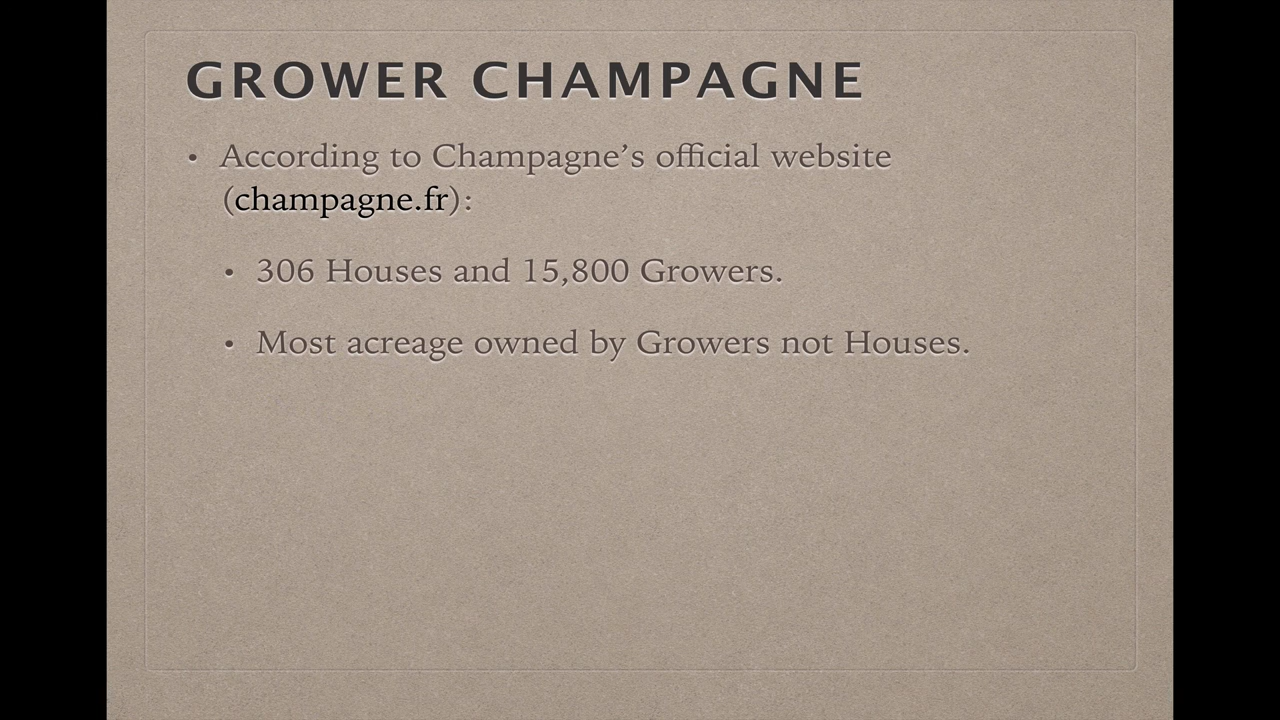 GROWER CHAMPAGNE
• According to Champagne’s official website
(champagne.fr):
• 306 Houses and 15,800 Growers.
• Most acreage owned by Growers not Houses.